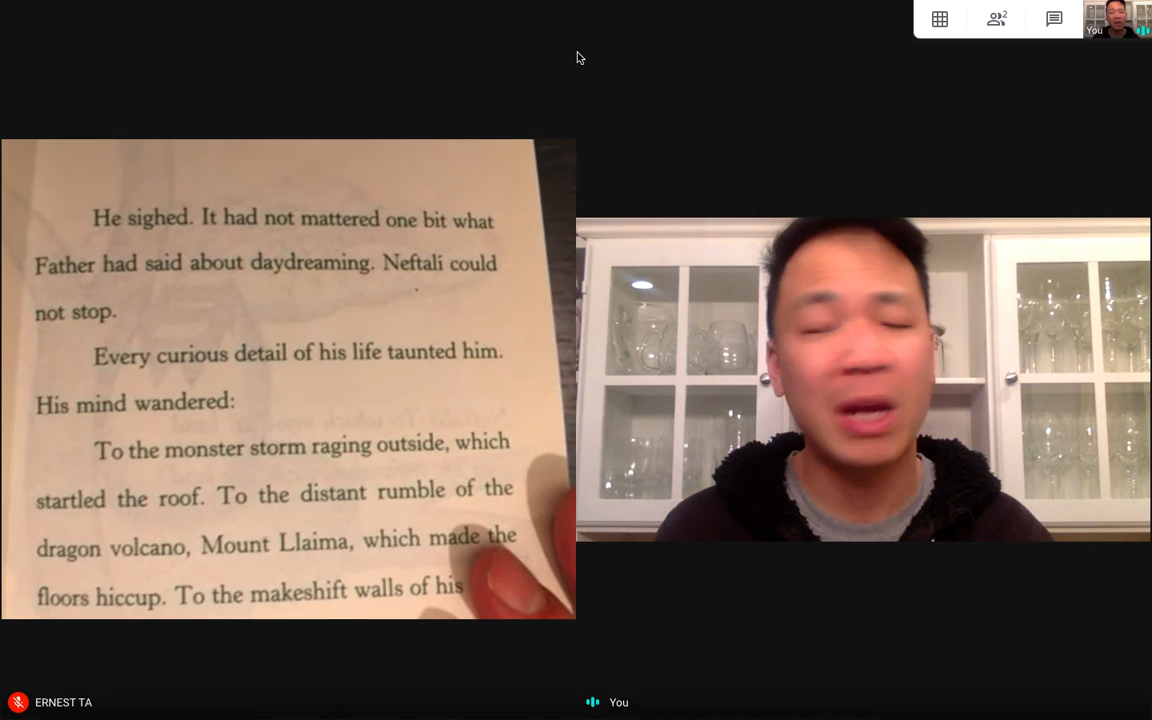 2
You
He sighed. It had not mattered one bit what
Father had said about daydreaming. Neftalí could
not stop.
Every curious detail of his life taunted him.
His mind wandered:
To the monster storm raging outside, which
startled the roof. To the distant rumble of the
dragon volcano, Mount Llaima, which made the
floors hiccup. To the makeshift walls of his
ERNEST TA
You